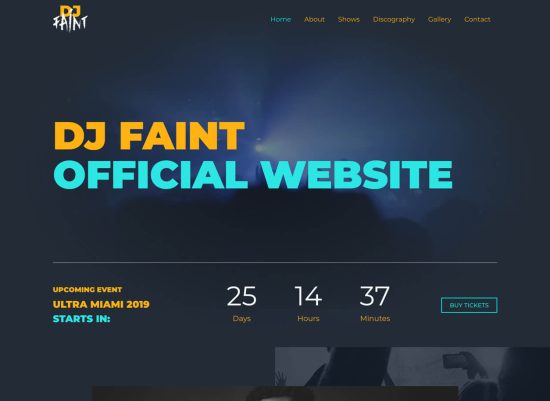 DJ
FAINT
Home About Shows Discography Gallery Contact
DJ FAINT
OFFICIAL WEBSITE
UPCOMING EVENT
ULTRA MIAMI 2019
STARTS IN:
25 14 37
Days Hours Minutes
BUY TICKETS